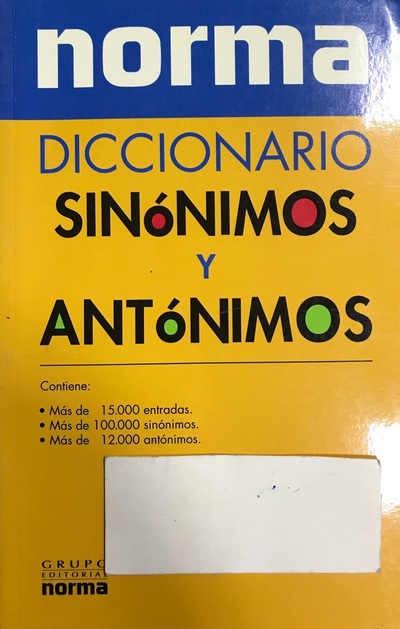 norma
DICCIONARIO
SINóNIMOS
Y
ANTóNIMOS
Contiene:
• Más de 15.000 entradas.
• Más de 100.000 sinónimos.
• Más de 12.000 antónimos.
GRUPO
EDITORIAL
norma